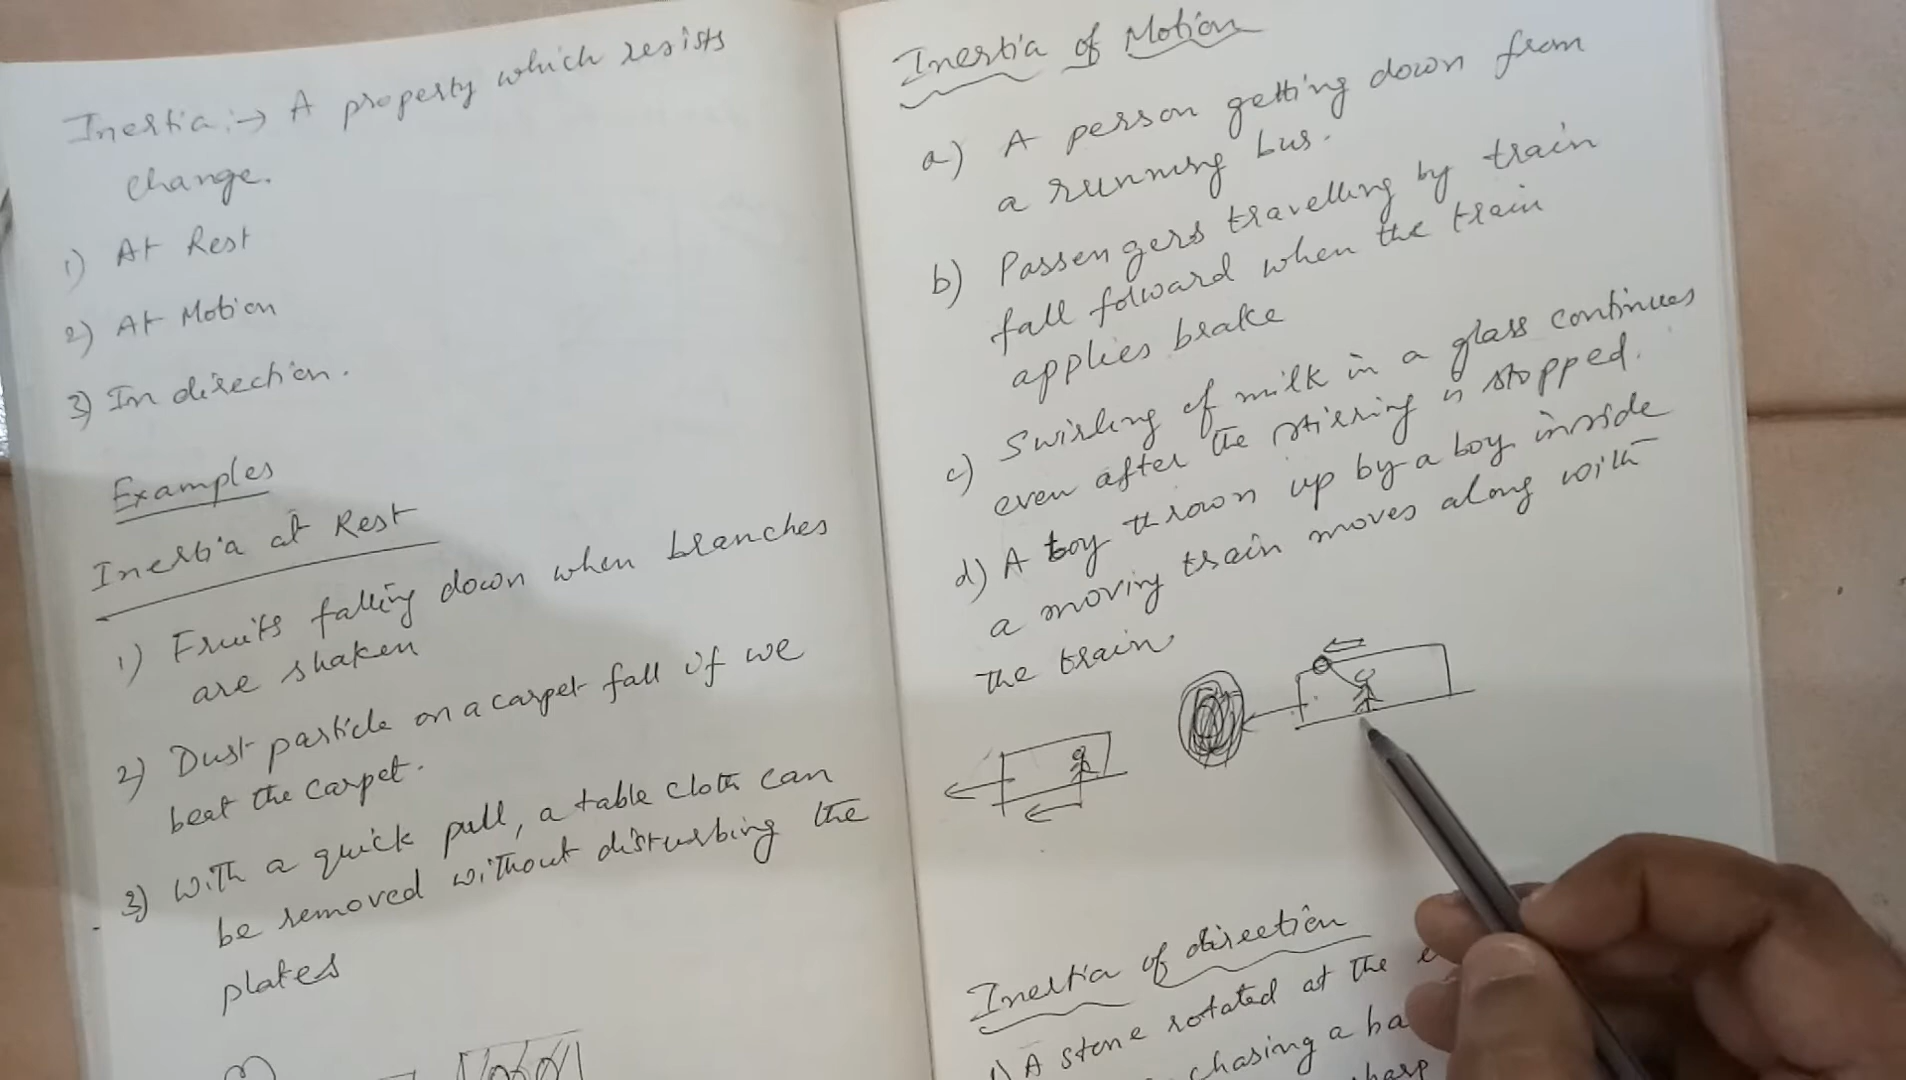 Inertia :→ A property which resists
change.
1) At Rest
2) At Motion
3) In direction.
Examples
Inertia at Rest
1) Fruits falling down when branches
are shaken
2) Dust particle on a carpet fall if we
beat the carpet.
3) With a quick pull, a table cloth can
be removed without disturbing the
plates
Inertia of Motion
a) A person getting down from
a running bus.
b) Passengers travelling by train
fall forward when the train
applies brake
c) Swirling of milk in a glass continues
even after the stirring is stopped.
d) A toy thrown up by a boy inside
a moving train moves along with
the train
Inertia of direction
1) A stone rotated at the
chasing a